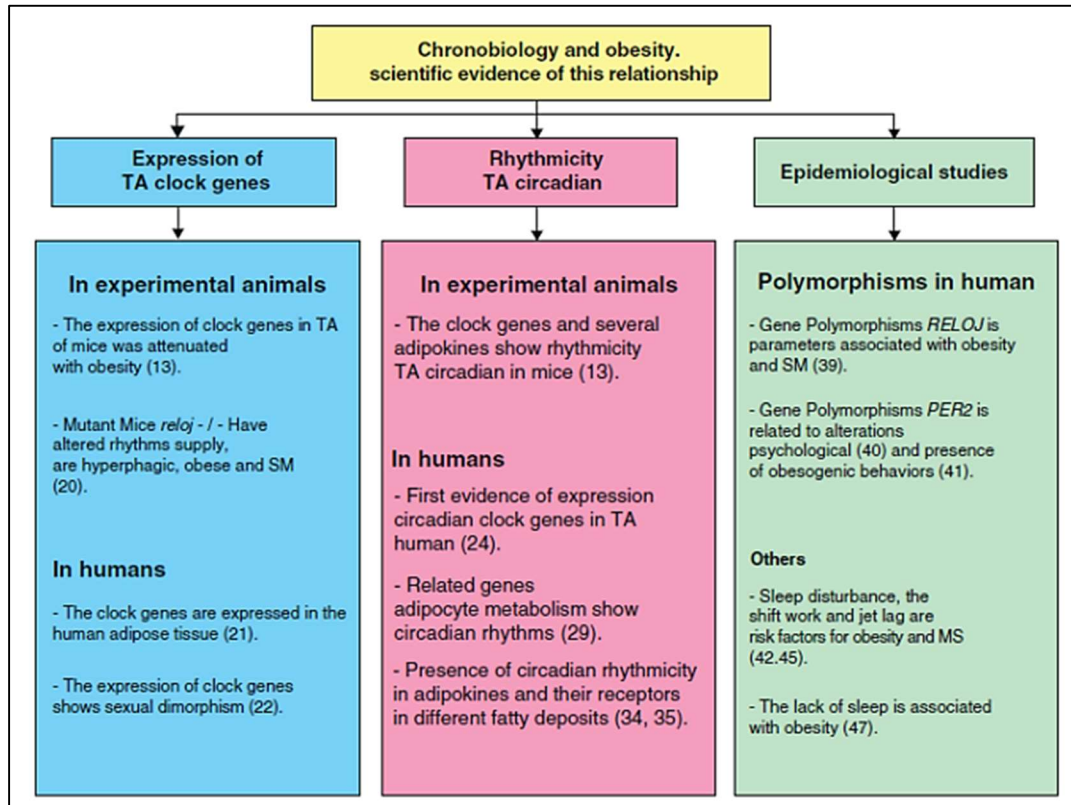 Chronobiology and obesity.
scientific evidence of this relationship
Expression of
TA clock genes
Rhythmicity
TA circadian
Epidemiological studies
In experimental animals
- The expression of clock genes in TA
of mice was attenuated
with obesity (13).
- Mutant Mice reloj - / - Have
altered rhythms supply,
are hyperphagic, obese and SM
(20).
In humans
- The clock genes are expressed in the
human adipose tissue (21).
- The expression of clock genes
shows sexual dimorphism (22).
In experimental animals
- The clock genes and several
adipokines show rhythmicity
TA circadian in mice (13).
In humans
- First evidence of expression
circadian clock genes in TA
human (24).
- Related genes
adipocyte metabolism show
circadian rhythms (29).
- Presence of circadian rhythmicity
in adipokines and their receptors
in different fatty deposits (34, 35).
Polymorphisms in human
- Gene Polymorphisms RELOJ is
parameters associated with obesity
and SM (39).
- Gene Polymorphisms PER2 is
related to alterations
psychological (40) and presence
of obesogenic behaviors (41).
Others
- Sleep disturbance, the
shift work and jet lag are
risk factors for obesity and MS
(42.45).
- The lack of sleep is associated
with obesity (47).